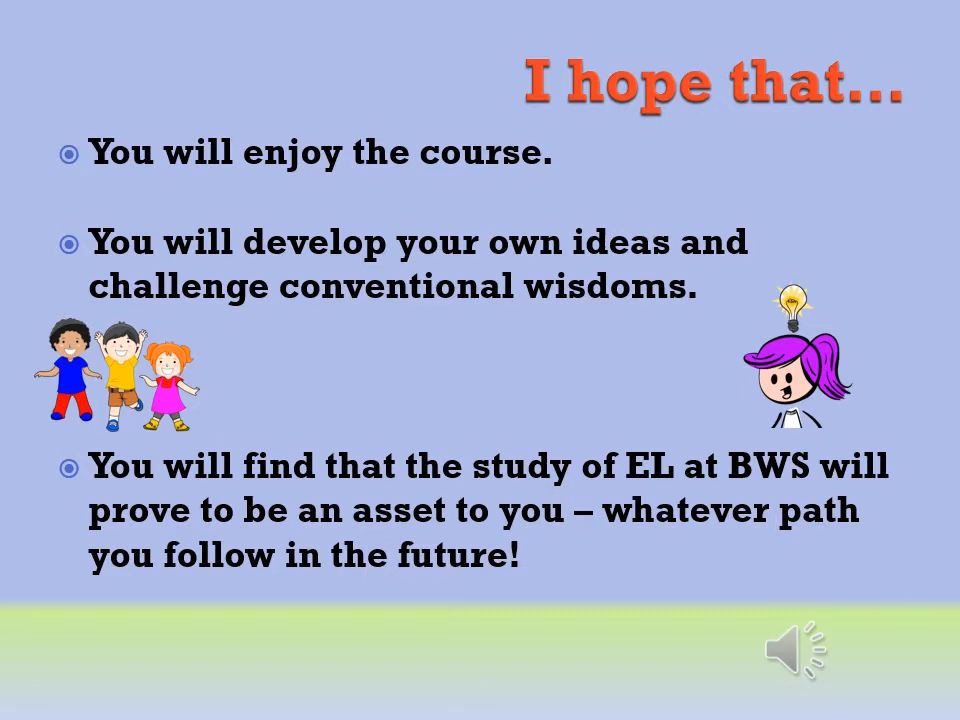 I hope that…
You will enjoy the course.
You will develop your own ideas and
challenge conventional wisdoms.
You will find that the study of EL at BWS will
prove to be an asset to you – whatever path
you follow in the future!